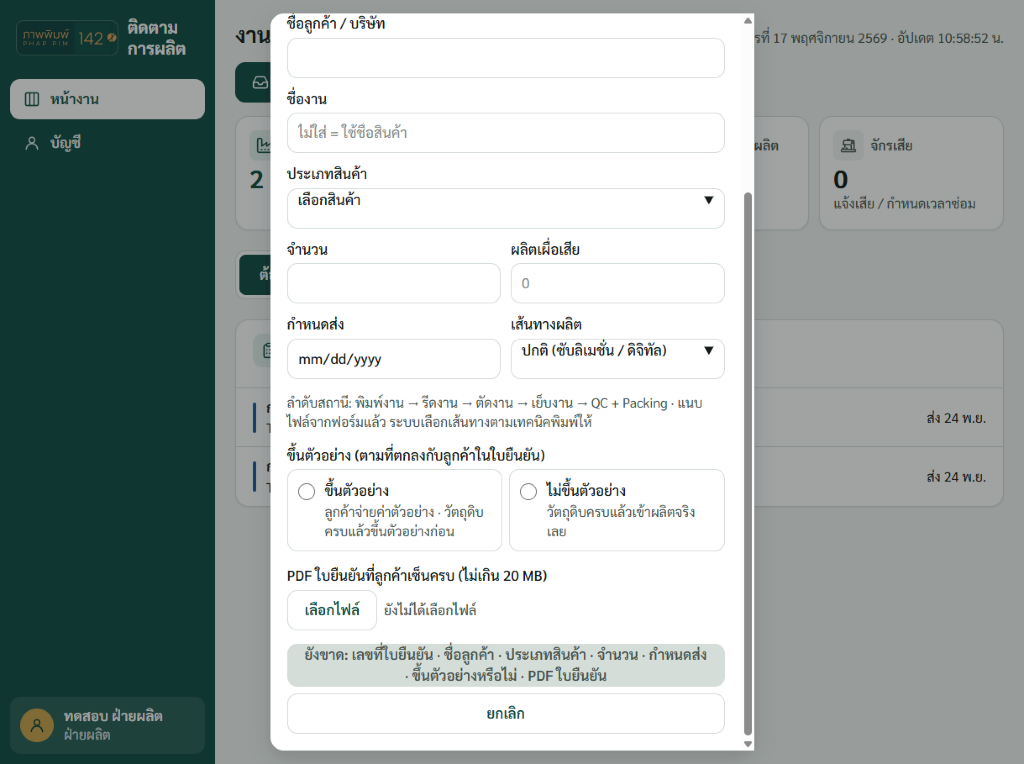 ภาพพิมพ์
PHAP PIM
142
ติดตาม
การผลิต
หน้างาน
บัญชี
ทดสอบ ฝ่ายผลิต
ฝ่ายผลิต
งาน
รที่ 17 พฤศจิกายน 2569 · อัปเดต 10:58:52 น.
2
ผลิต
จักรเสีย
0
แจ้งเสีย / กำหนดเวลาซ่อม
ส่ง 24 พ.ย.
ส่ง 24 พ.ย.
ชื่อลูกค้า / บริษัท
ชื่องาน
ไม่ใส่ = ใช้ชื่อสินค้า
ประเภทสินค้า
เลือกสินค้า
จำนวน
ผลิตเผื่อเสีย
0
กำหนดส่ง
เส้นทางผลิต
mm/dd/yyyy
ปกติ (ซับลิเมชั่น / ดิจิทัล)
ลำดับสถานี: พิมพ์งาน → รีดงาน → ตัดงาน → เย็บงาน → QC + Packing · แนบ
ไฟล์จากฟอร์มแล้ว ระบบเลือกเส้นทางตามเทคนิคพิมพ์ให้
ขึ้นตัวอย่าง (ตามที่ตกลงกับลูกค้าในใบยืนยัน)
ขึ้นตัวอย่าง
ลูกค้าจ่ายค่าตัวอย่าง · วัตถุดิบ
ครบแล้วขึ้นตัวอย่างก่อน
ไม่ขึ้นตัวอย่าง
วัตถุดิบครบแล้วเข้าผลิตจริง
เลย
PDF ใบยืนยันที่ลูกค้าเซ็นครบ (ไม่เกิน 20 MB)
เลือกไฟล์
ยังไม่ได้เลือกไฟล์
ยังขาด: เลขที่ใบยืนยัน · ชื่อลูกค้า · ประเภทสินค้า · จำนวน · กำหนดส่ง
· ขึ้นตัวอย่างหรือไม่ · PDF ใบยืนยัน
ยกเลิก